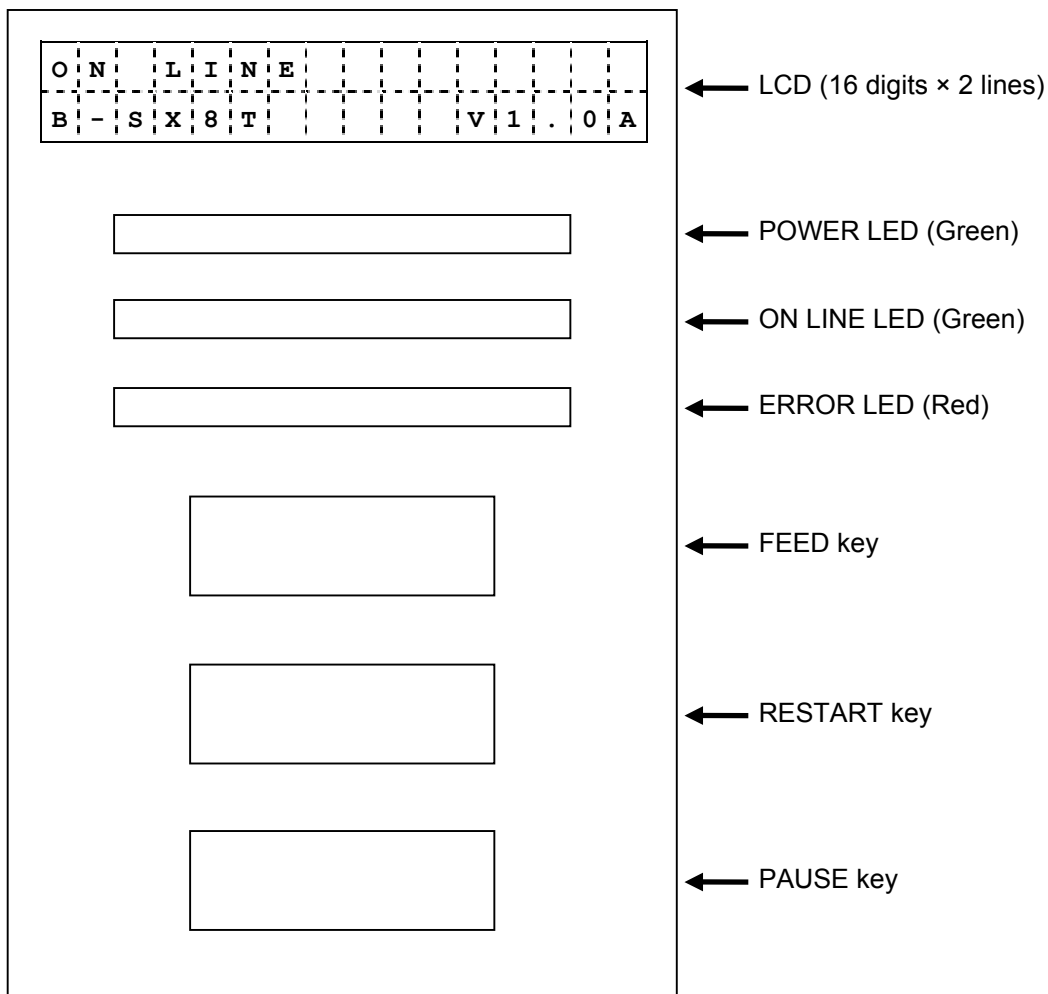 ON LINE
LCD (16 digits × 2 lines)
B-SX8T V1.0A
POWER LED (Green)
ON LINE LED (Green)
ERROR LED (Red)
FEED key
RESTART key
PAUSE key